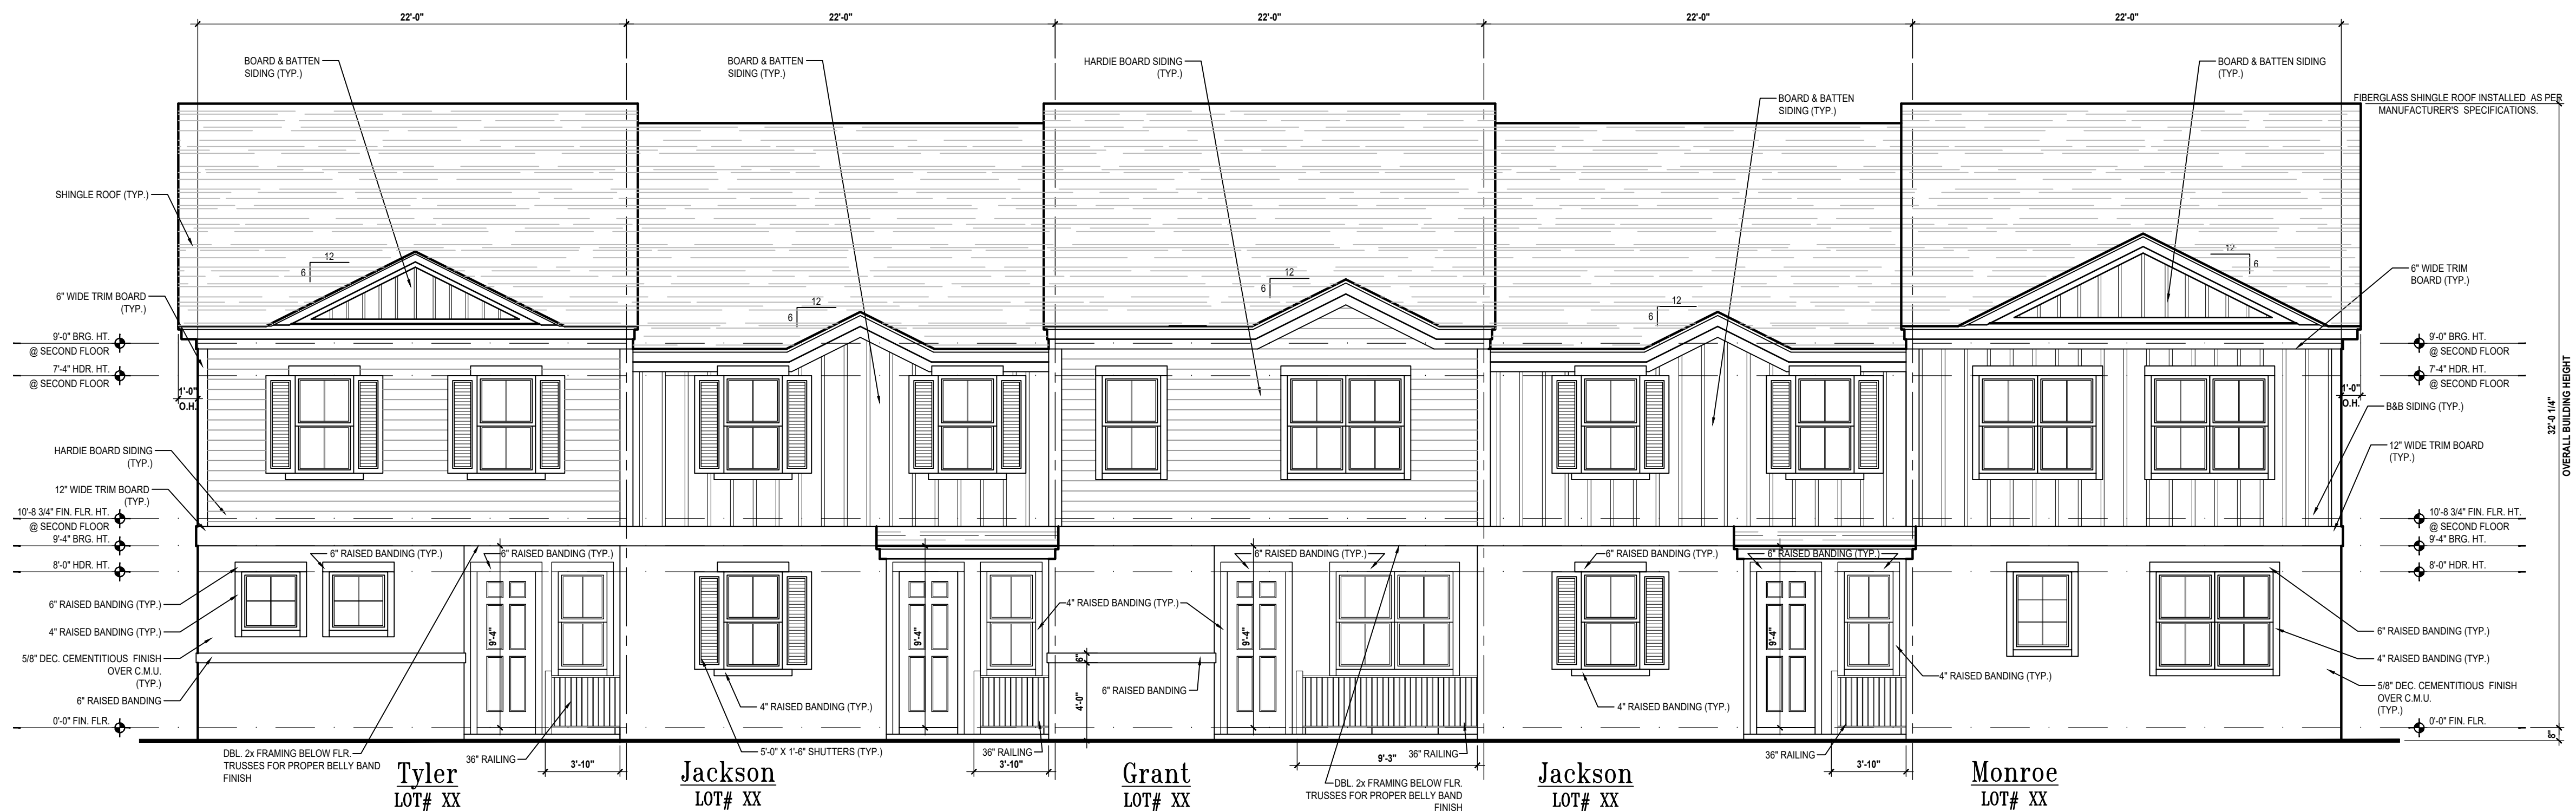 22'-0"
22'-0"
22'-0"
22'-0"
22'-0"
BOARD & BATTEN
SIDING (TYP.)
BOARD & BATTEN
SIDING (TYP.)
HARDIE BOARD SIDING
(TYP.)
BOARD & BATTEN
SIDING (TYP.)
BOARD & BATTEN SIDING
(TYP.)
FIBERGLASS SHINGLE ROOF INSTALLED AS PER
MANUFACTURER'S SPECIFICATIONS.
SHINGLE ROOF (TYP.)
12
6
12
6
12
6
12
6
12
6
6" WIDE TRIM BOARD
(TYP.)
9'-0" BRG. HT.
@ SECOND FLOOR
7'-4" HDR. HT.
@ SECOND FLOOR
1'-0"
O.H.
HARDIE BOARD SIDING
(TYP.)
12" WIDE TRIM BOARD
(TYP.)
10'-8 3/4" FIN. FLR. HT.
@ SECOND FLOOR
9'-4" BRG. HT.
8'-0" HDR. HT.
6" RAISED BANDING (TYP.)
4" RAISED BANDING (TYP.)
5/8" DEC. CEMENTITIOUS FINISH
OVER C.M.U.
(TYP.)
6" RAISED BANDING
0'-0" FIN. FLR.
6" RAISED BANDING (TYP.)
6" RAISED BANDING (TYP.)
9'-4"
DBL. 2x FRAMING BELOW FLR.
TRUSSES FOR PROPER BELLY BAND
FINISH
36" RAILING
3'-10"
4" RAISED BANDING (TYP.)
5'-0" X 1'-6" SHUTTERS (TYP.)
9'-4"
36" RAILING
3'-10"
4" RAISED BANDING (TYP.)
6"
4'-0"
6" RAISED BANDING
6" RAISED BANDING (TYP.)
9'-4"
36" RAILING
9'-3"
DBL. 2x FRAMING BELOW FLR.
TRUSSES FOR PROPER BELLY BAND
FINISH
6" RAISED BANDING (TYP.)
4" RAISED BANDING (TYP.)
6" RAISED BANDING (TYP.)
9'-4"
4" RAISED BANDING (TYP.)
36" RAILING
3'-10"
6" WIDE TRIM
BOARD (TYP.)
9'-0" BRG. HT.
@ SECOND FLOOR
7'-4" HDR. HT.
@ SECOND FLOOR
1'-0"
O.H.
B&B SIDING (TYP.)
12" WIDE TRIM BOARD
(TYP.)
10'-8 3/4" FIN. FLR. HT.
@ SECOND FLOOR
9'-4" BRG. HT.
8'-0" HDR. HT.
6" RAISED BANDING (TYP.)
4" RAISED BANDING (TYP.)
5/8" DEC. CEMENTITIOUS FINISH
OVER C.M.U.
(TYP.)
0'-0" FIN. FLR.
8"
32'-0 1/4"
OVERALL BUILDING HEIGHT
Tyler
LOT# XX
Jackson
LOT# XX
Grant
LOT# XX
Jackson
LOT# XX
Monroe
LOT# XX